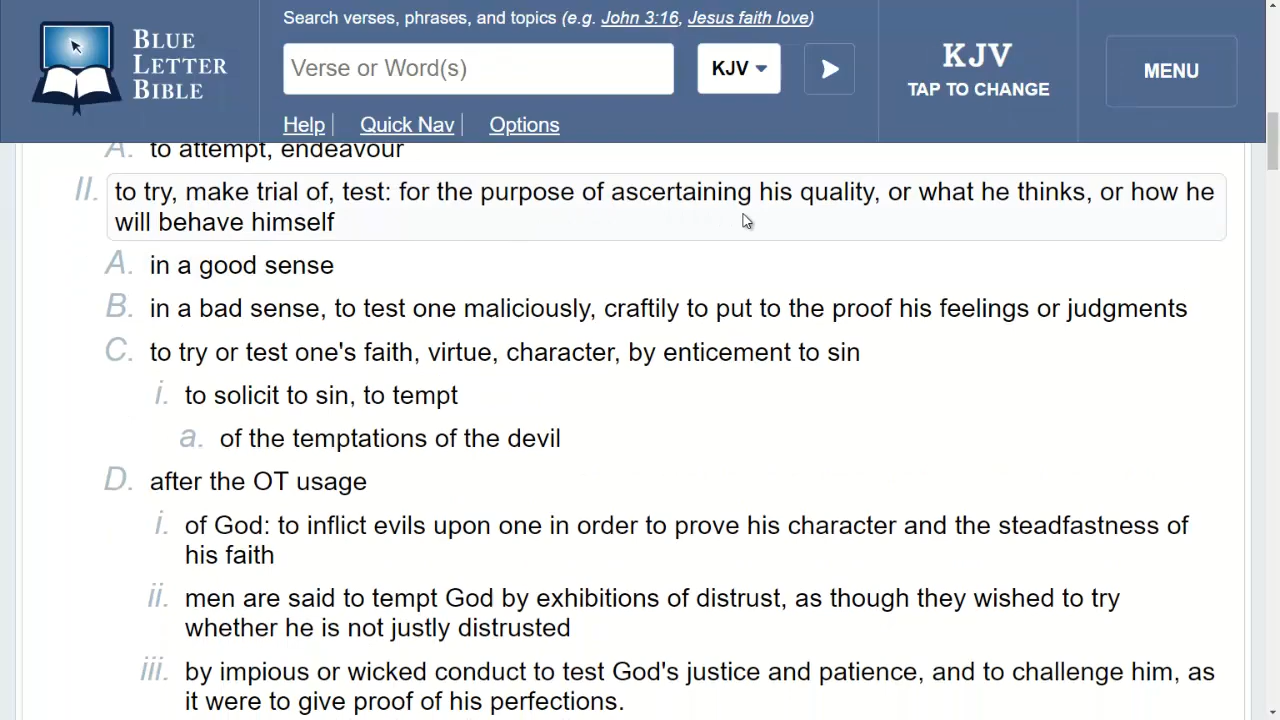 Search verses, phrases, and topics (e.g. John 3:16, Jesus faith love)
BLUE
LETTER
BIBLE
Verse or Word(s)
KJV
KJV
TAP TO CHANGE
MENU
Help
Quick Nav
Options
A. to attempt, endeavour
II. to try, make trial of, test: for the purpose of ascertaining his quality, or what he thinks, or how he
will behave himself
A. in a good sense
B. in a bad sense, to test one maliciously, craftily to put to the proof his feelings or judgments
C. to try or test one's faith, virtue, character, by enticement to sin
i. to solicit to sin, to tempt
a. of the temptations of the devil
D. after the OT usage
i. of God: to inflict evils upon one in order to prove his character and the steadfastness of
his faith
ii. men are said to tempt God by exhibitions of distrust, as though they wished to try
whether he is not justly distrusted
iii. by impious or wicked conduct to test God's justice and patience, and to challenge him, as
it were to give proof of his perfections.